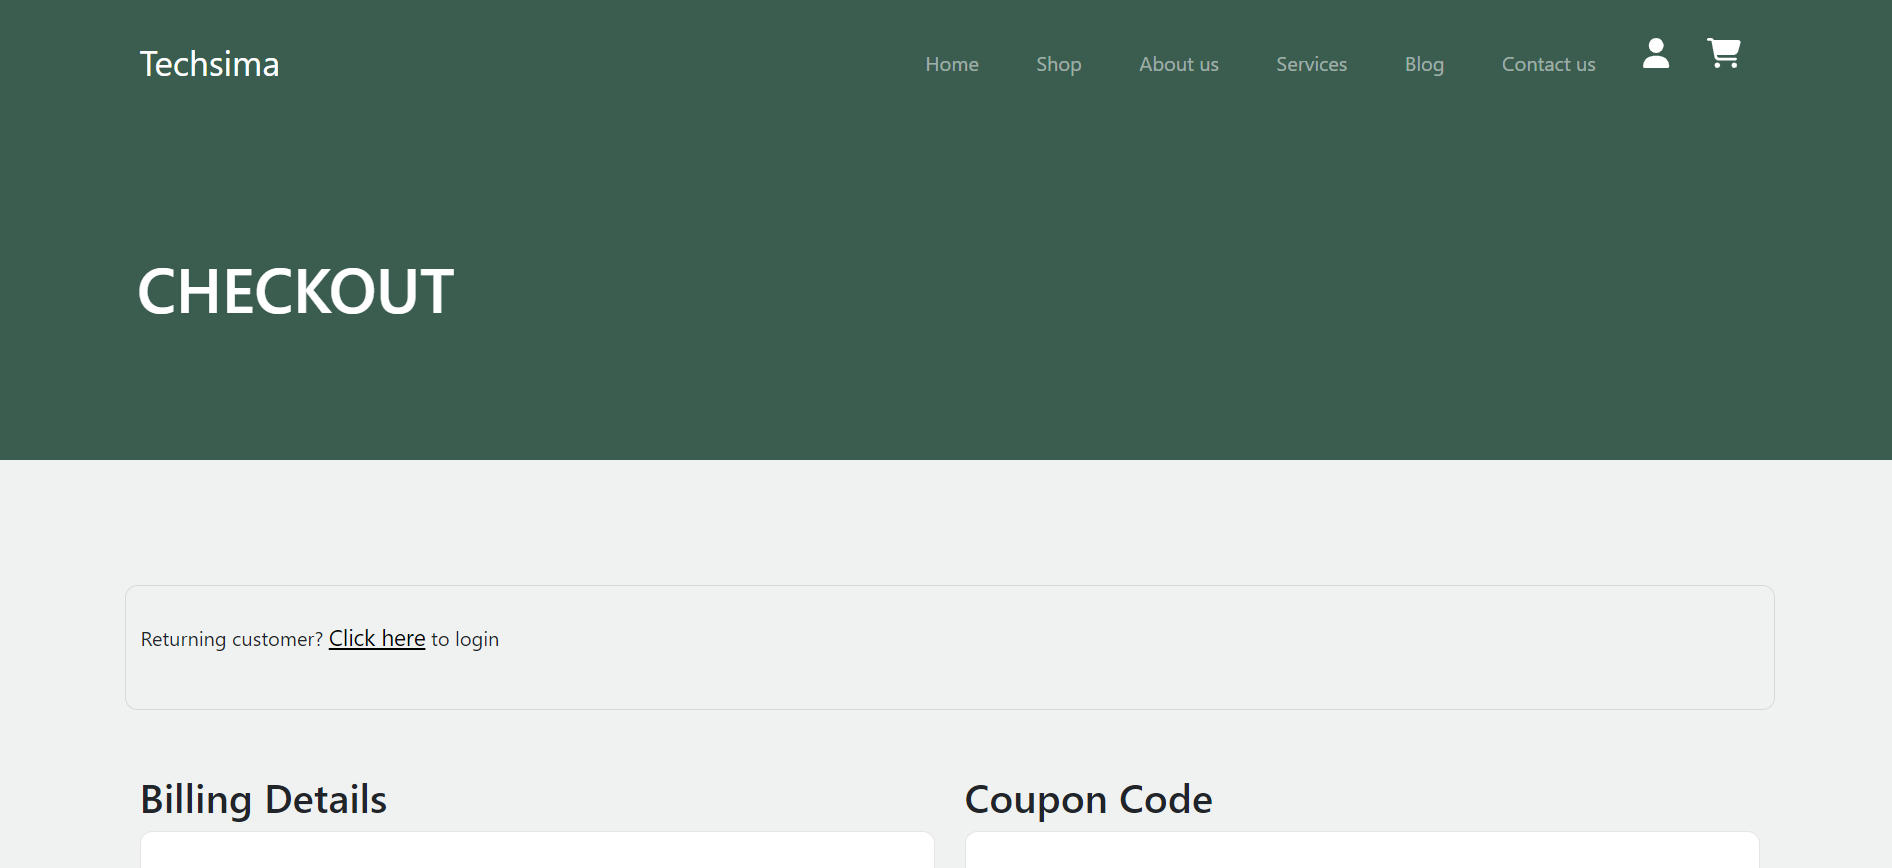 Techsima
Home Shop About us Services Blog Contact us
CHECKOUT
Returning customer? Click here to login
Billing Details
Coupon Code